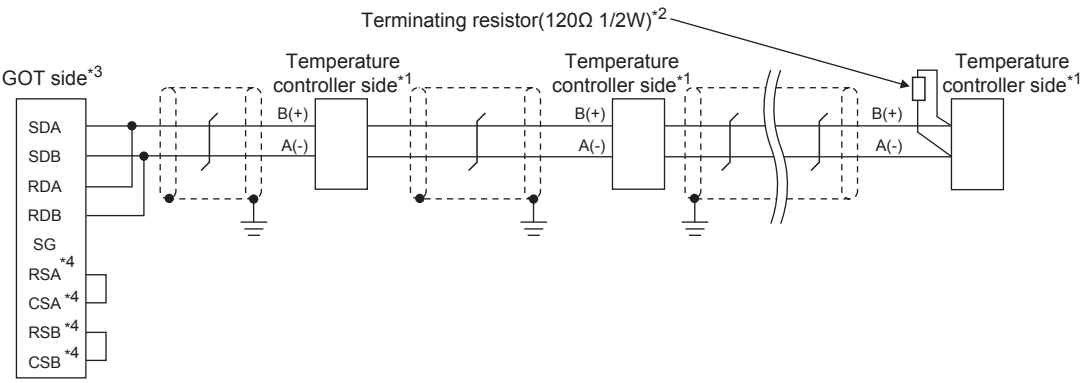 Terminating resistor(120Ω 1/2W)*2
GOT side*3
Temperature
controller side*1
Temperature
controller side*1
Temperature
controller side*1
SDA
SDB
RDA
RDB
SG
RSA*4
CSA*4
RSB*4
CSB*4
B(+)
A(-)
B(+)
A(-)
B(+)
A(-)